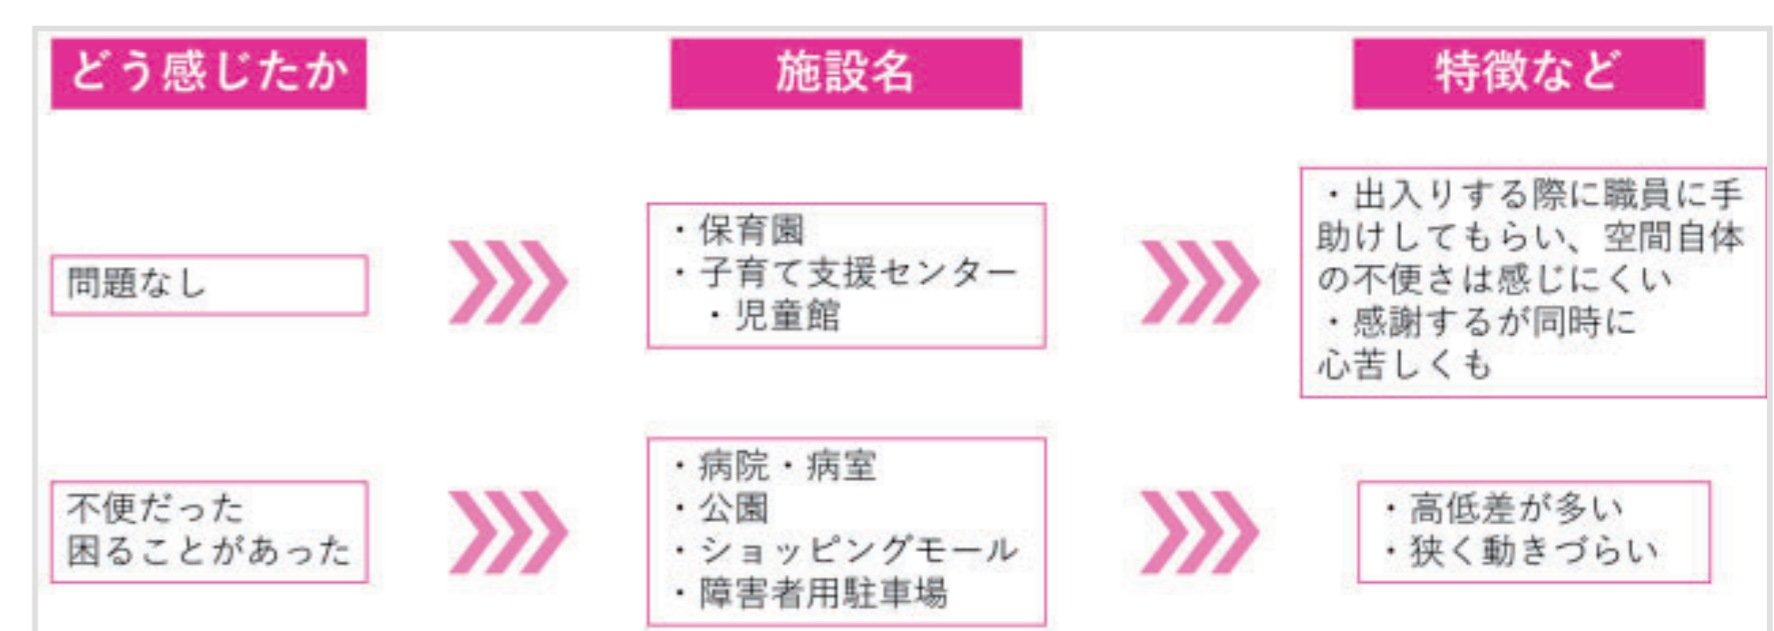 どう感じたか
施設名
特徴など
問題なし
・保育園
・子育て支援センター
・児童館
・出入りする際に職員に手
助けしてもらい、空間自体
の不便さは感じにくい
・感謝するが同時に
心苦しくも
不便だった
困ることがあった
・病院・病室
・公園
・ショッピングモール
・障害者用駐車場
・高低差が多い
・狭く動きづらい